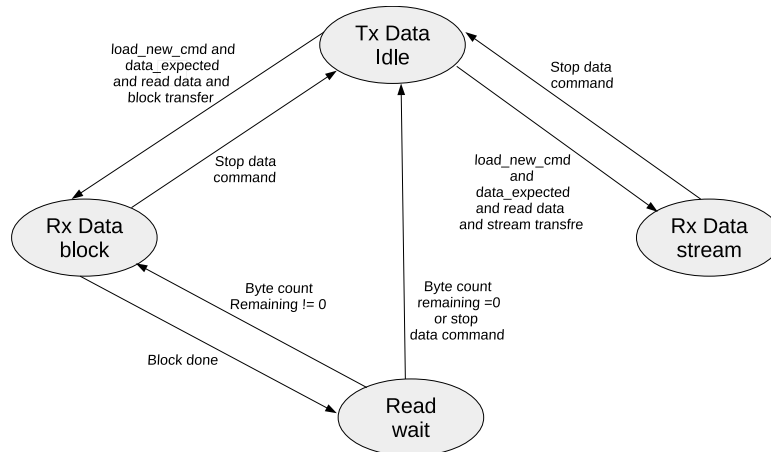 Tx Data
Idle
load_new_cmd and
data_expected
and read data and
block transfer
Stop data
command
Stop data
command
load_new_cmd
and
data_expected
and read data
and stream transfre
Rx Data
block
Rx Data
stream
Byte count
Remaining != 0
Byte count
remaining =0
or stop
data command
Block done
Read
wait